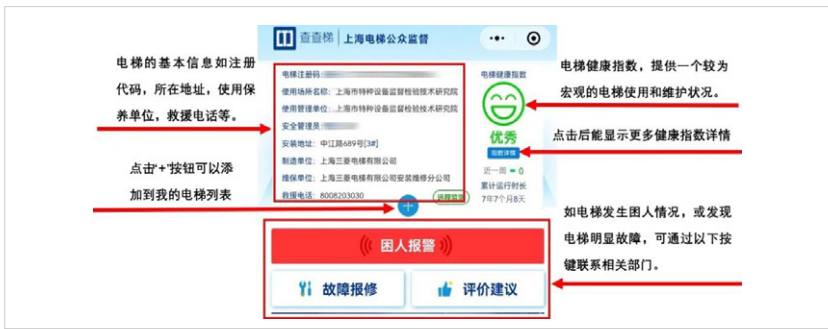 查查梯 | 上海电梯公众监督
电梯的基本信息如注册
代码，所在地址，使用保
养单位，救援电话等。
点击"+"按钮可以添
加到我的电梯列表
电梯注册码:
使用场所名称: 上海市特种设备监督检验技术研究院
使用管理单位: 上海市特种设备监督检验技术研究院
安全管理员:
安装地址: 中江路689号[3#]
制造单位: 上海三菱电梯有限公司
维保单位: 上海三菱电梯有限公司安装维修分公司
救援电话: 8008203030
远程监测
+
电梯健康指数
优秀
指数详情
近一周 = 0
累计运行时长
7年7个月8天
电梯健康指数，提供一个较为
宏观的电梯使用和维护状况。
点击后能显示更多健康指数详情
如电梯发生困人情况，或发现
电梯明显故障，可通过以下按
键联系相关部门。
困人报警
故障报修
评价建议